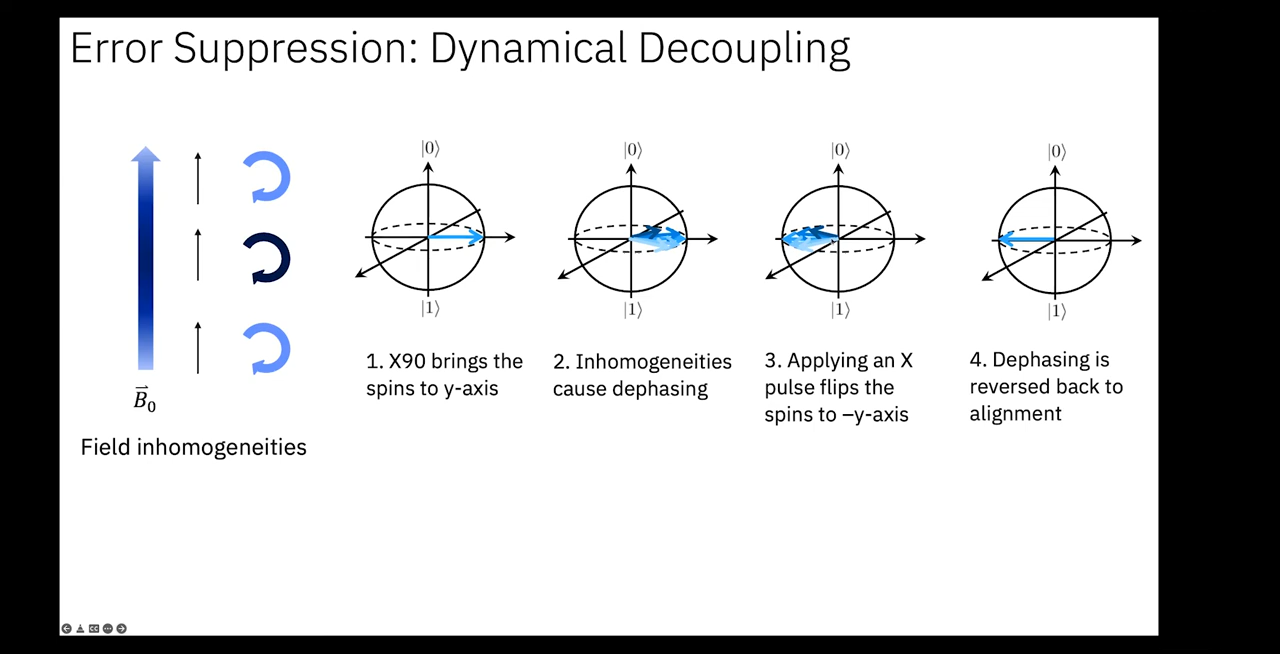 Error Suppression: Dynamical Decoupling
|0⟩
|0⟩
|0⟩
|0⟩
|1⟩
|1⟩
|1⟩
|1⟩
B⃗₀
Field inhomogeneities
1. X90 brings the
spins to y-axis
2. Inhomogeneities
cause dephasing
3. Applying an X
pulse flips the
spins to –y-axis
4. Dephasing is
reversed back to
alignment